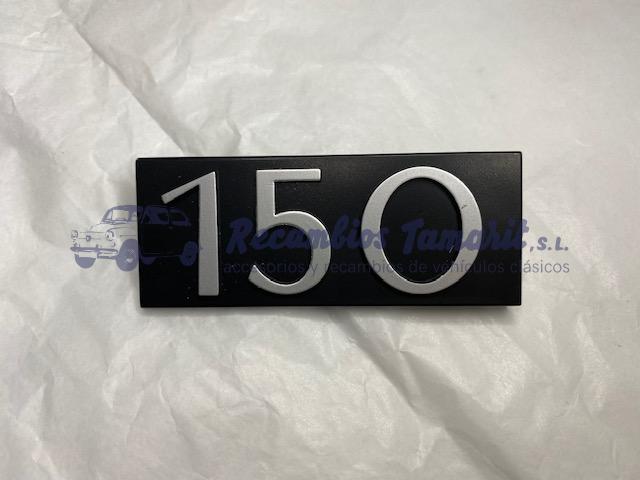 150
Recambios Tamarit, S.L.
accesorios y recambios de vehículos clásicos